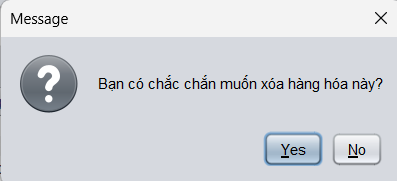 Message
Bạn có chắc chắn muốn xóa hàng hóa này?
Yes No